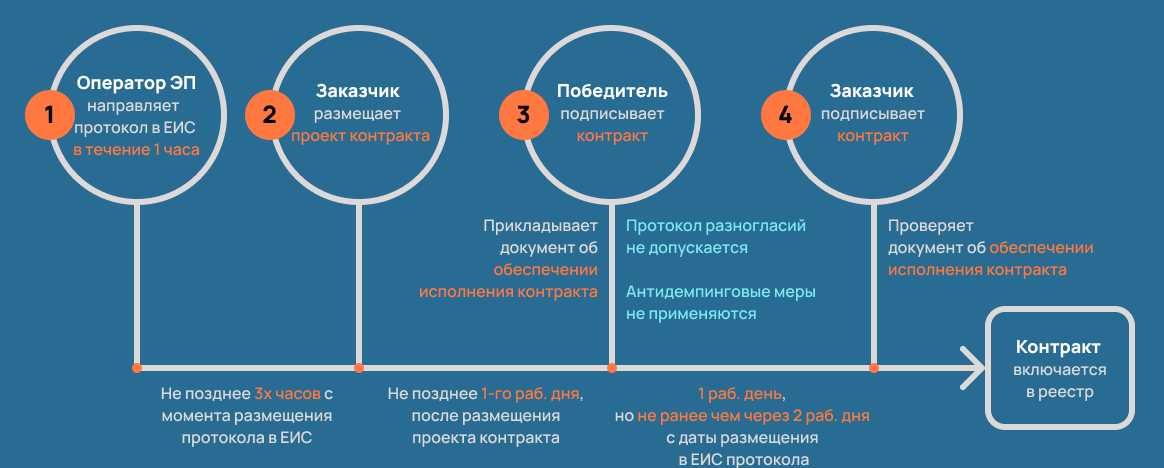 1
Оператор ЭП
направляет
протокол в ЕИС
в течение 1 часа
2
Заказчик
размещает
проект контракта
3
Победитель
подписывает
контракт
4
Заказчик
подписывает
контракт
Прикладывает
документ об
обеспечении
исполнения контракта
Протокол разногласий
не допускается
Антидемпинговые меры
не применяются
Проверяет
документ об обеспечении
исполнения контракта
Не позднее 3х часов с
момента размещения
протокола в ЕИС
Не позднее 1-го раб. дня,
после размещения
проекта контракта
1 раб. день,
но не ранее чем через 2 раб. дня
с даты размещения
в ЕИС протокола
Контракт
включается
в реестр